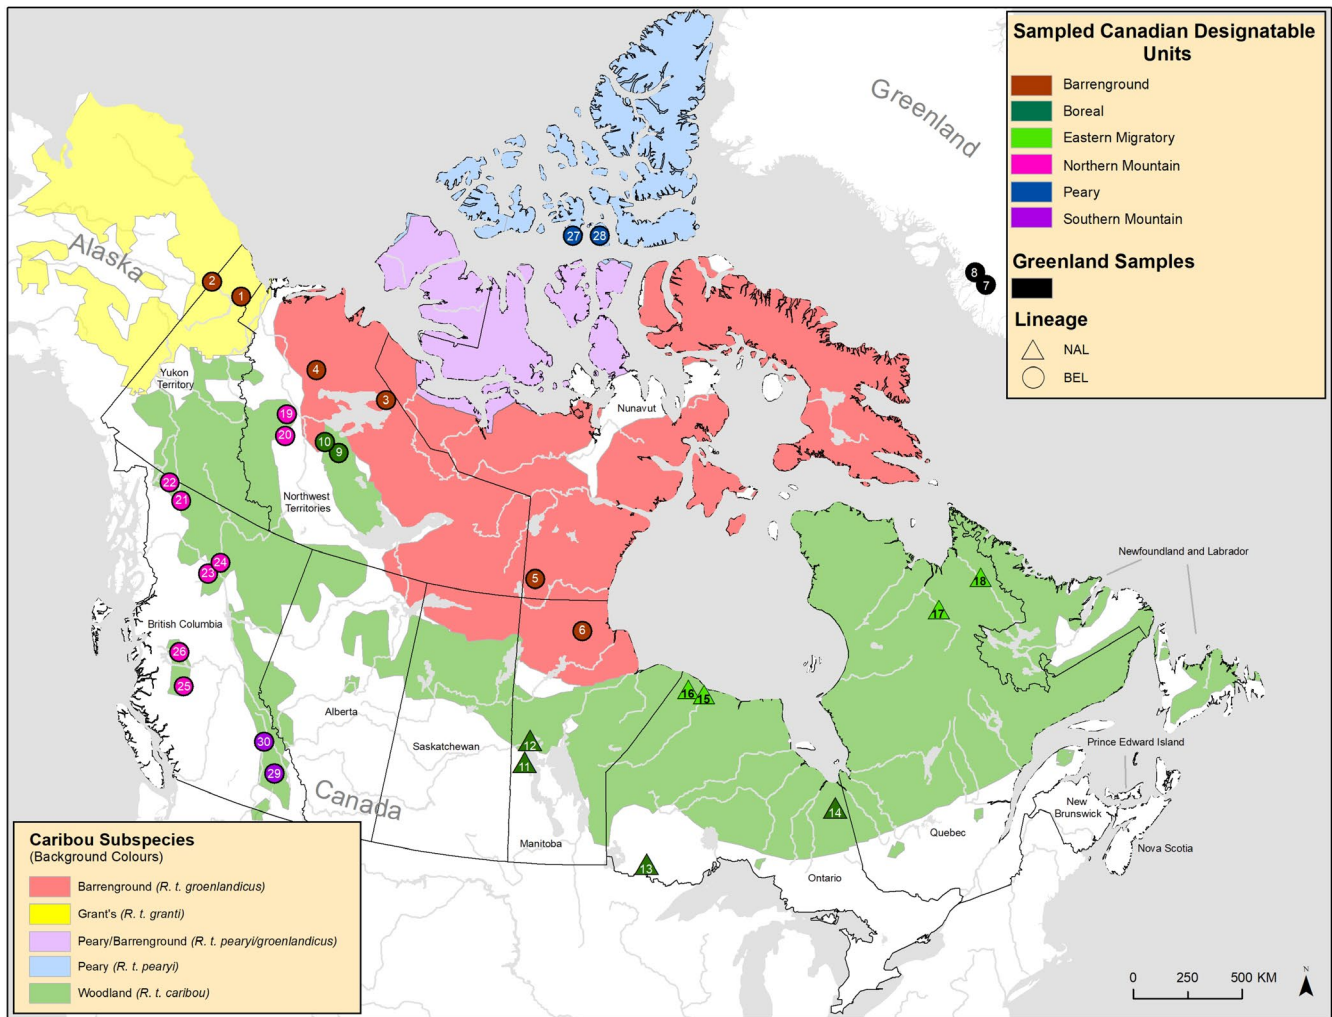 Sampled Canadian Designatable
Units
Barrenground
Boreal
Eastern Migratory
Northern Mountain
Peary
Southern Mountain
Greenland Samples
Lineage
NAL
BEL
Greenland
Alaska
Canada
27
28
8
7
2
1
4
3
Yukon
Territory
Nunavut
19
20
10
9
22
21
Northwest
Territories
24
23
5
18
17
Newfoundland and Labrador
British Columbia
6
26
25
16
15
Alberta
Saskatchewan
30
29
12
11
Prince Edward Island
14
New
Brunswick
Quebec
Nova Scotia
Manitoba
13
Ontario
Caribou Subspecies
(Background Colours)
Barrenground (R. t. groenlandicus)
Grant's (R. t. granti)
Peary/Barrenground (R. t. pearyi/groenlandicus)
Peary (R. t. pearyi)
Woodland (R. t. caribou)
0 250 500 KM
N